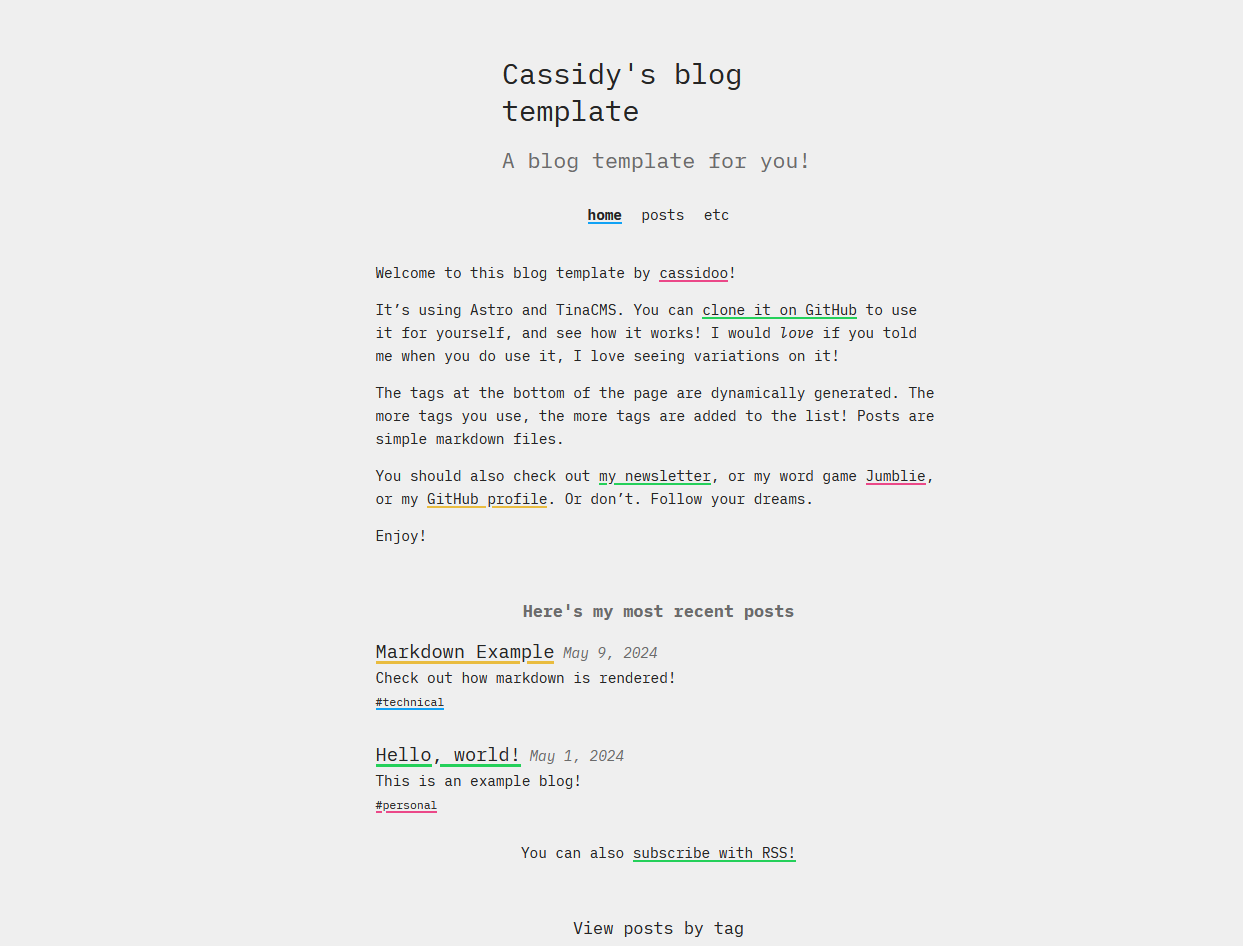 Cassidy's blog
template
A blog template for you!
home posts etc
Welcome to this blog template by cassidoo!
It’s using Astro and TinaCMS. You can clone it on GitHub to use
it for yourself, and see how it works! I would love if you told
me when you do use it, I love seeing variations on it!
The tags at the bottom of the page are dynamically generated. The
more tags you use, the more tags are added to the list! Posts are
simple markdown files.
You should also check out my newsletter, or my word game Jumblie,
or my GitHub profile. Or don’t. Follow your dreams.
Enjoy!
Here's my most recent posts
Markdown Example May 9, 2024
Check out how markdown is rendered!
#technical
Hello, world! May 1, 2024
This is an example blog!
#personal
You can also subscribe with RSS!
View posts by tag